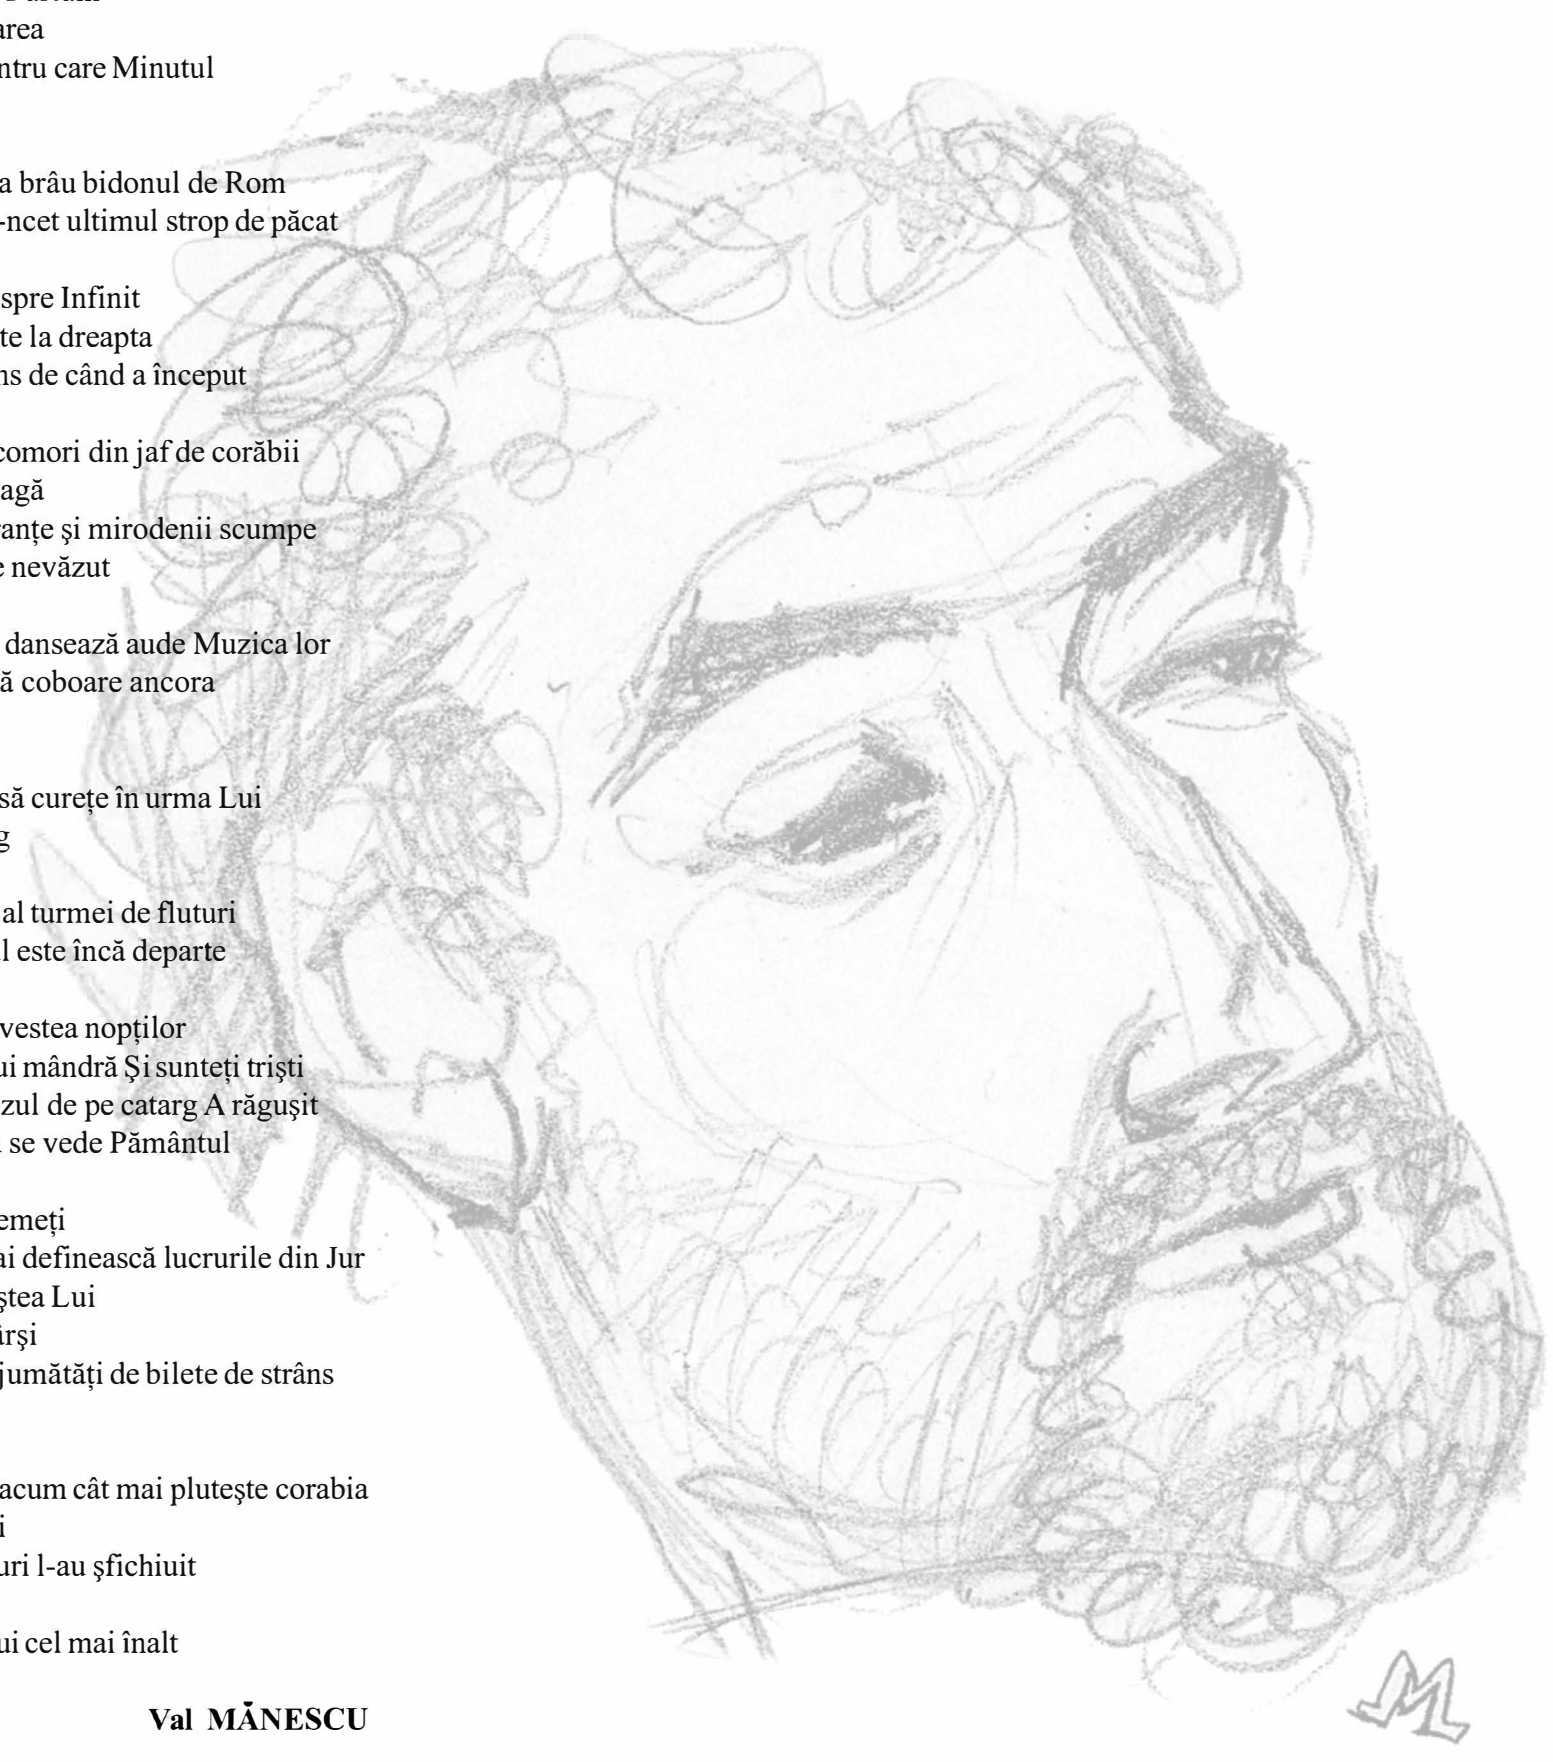 area
ntru care Minutul
a brâu bidonul de Rom
-ncet ultimul strop de păcat
spre Infinit
te la dreapta
ns de când a început
comori din jaf de corăbii
agă
ranțe şi mirodenii scumpe
e nevăzut
dansează aude Muzica lor
ă coboare ancora
să curețe în urma Lui
g
al turmei de fluturi
l este încă departe
vestea nopților
ui mândră Şi sunteți trişti
zul de pe catarg A răguşit
se vede Pământul
emeți
ai definească lucrurile din Jur
ştea Lui
ârşi
jumătăți de bilete de strâns
acum cât mai pluteşte corabia
i
uri l-au şfichiuit
ui cel mai înalt
Val MĂNESCU
M